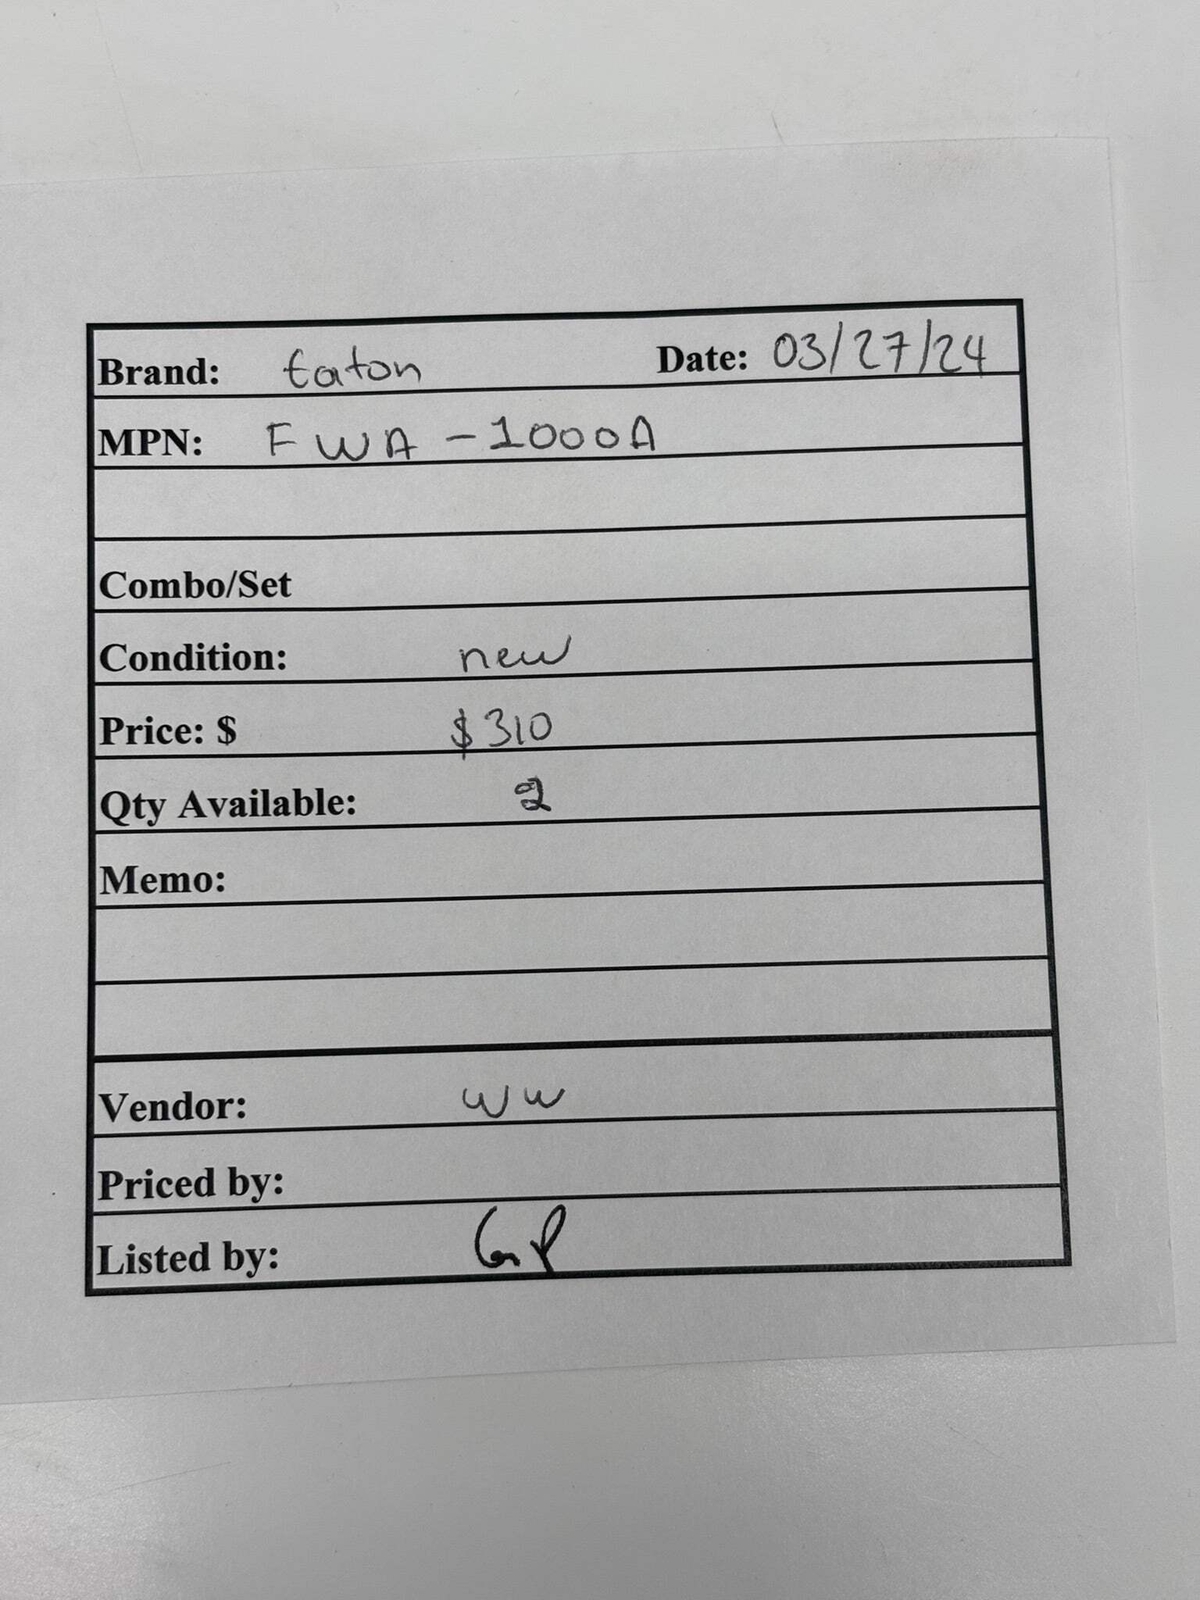 Brand: Eaton Date: 03/27/24
MPN: FWA-1000A
Combo/Set
Condition: new
Price: $ $310
Qty Available: 2
Memo:
Vendor: WW
Priced by:
Listed by: GP